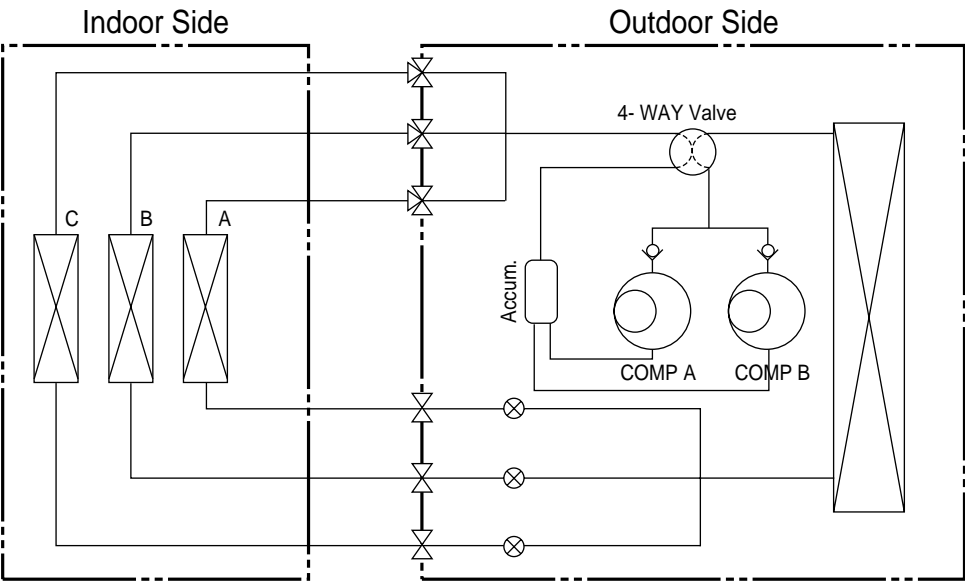 Indoor Side
Outdoor Side
4- WAY Valve
C
B
A
Accum.
COMP A
COMP B